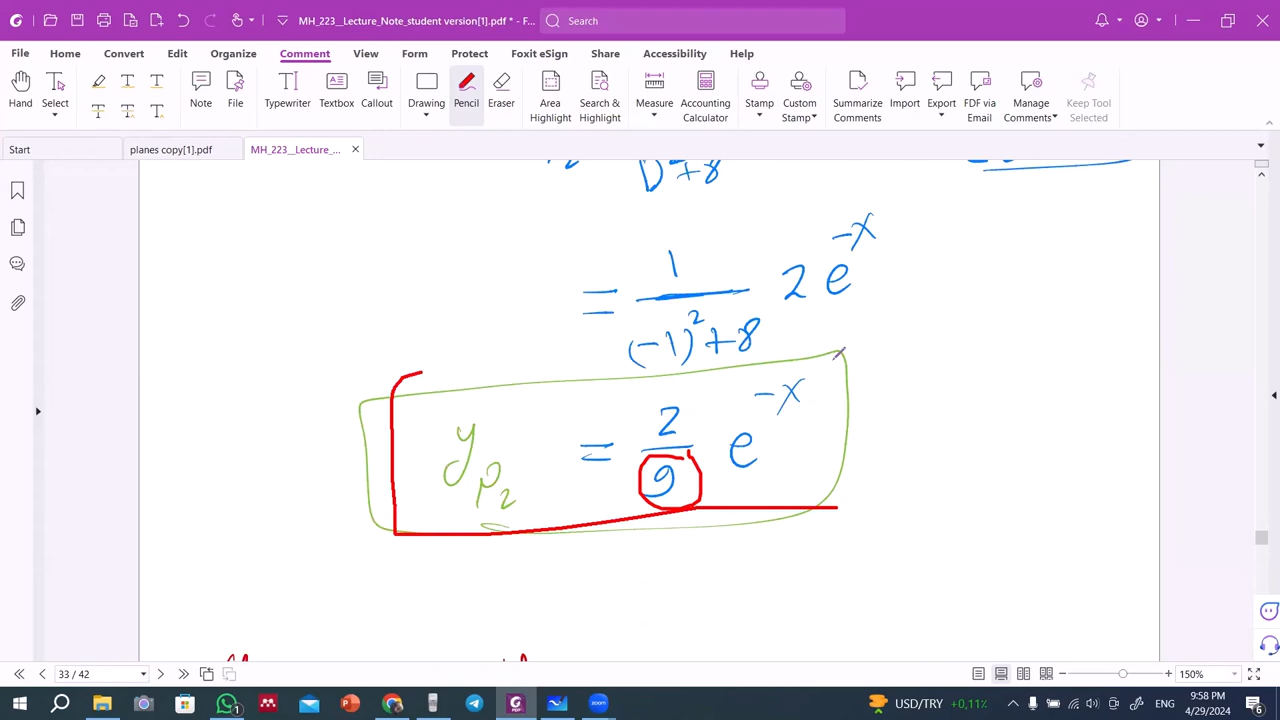 MH_223__Lecture_Note_student version[1].pdf * - F...
Search
File Home Convert Edit Organize Comment View Form Protect Foxit eSign Share Accessibility Help
Hand Select Note File Typewriter Textbox Callout Drawing Pencil Eraser Area Highlight Search & Highlight Measure Accounting Calculator Stamp Custom Stamp Summarize Comments Import Export FDF via Email Manage Comments Keep Tool Selected
Start planes copy[1].pdf MH_223__Lecture_...
D²+8
= 1/((-1)²+8) 2 e^-x
y_p₂ = 2/9 e^-x
33 / 42
150%
USD/TRY +0,11%
9:58 PM
4/29/2024